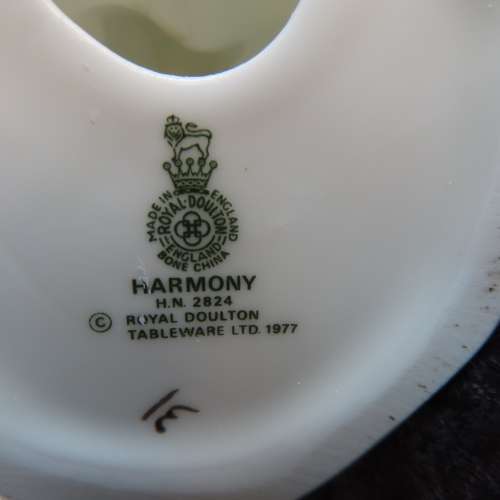 MADE IN ENGLAND
ROYAL·DOULTON
ENGLAND
BONE CHINA
HARMONY
H.N. 2824
© ROYAL DOULTON
TABLEWARE LTD. 1977